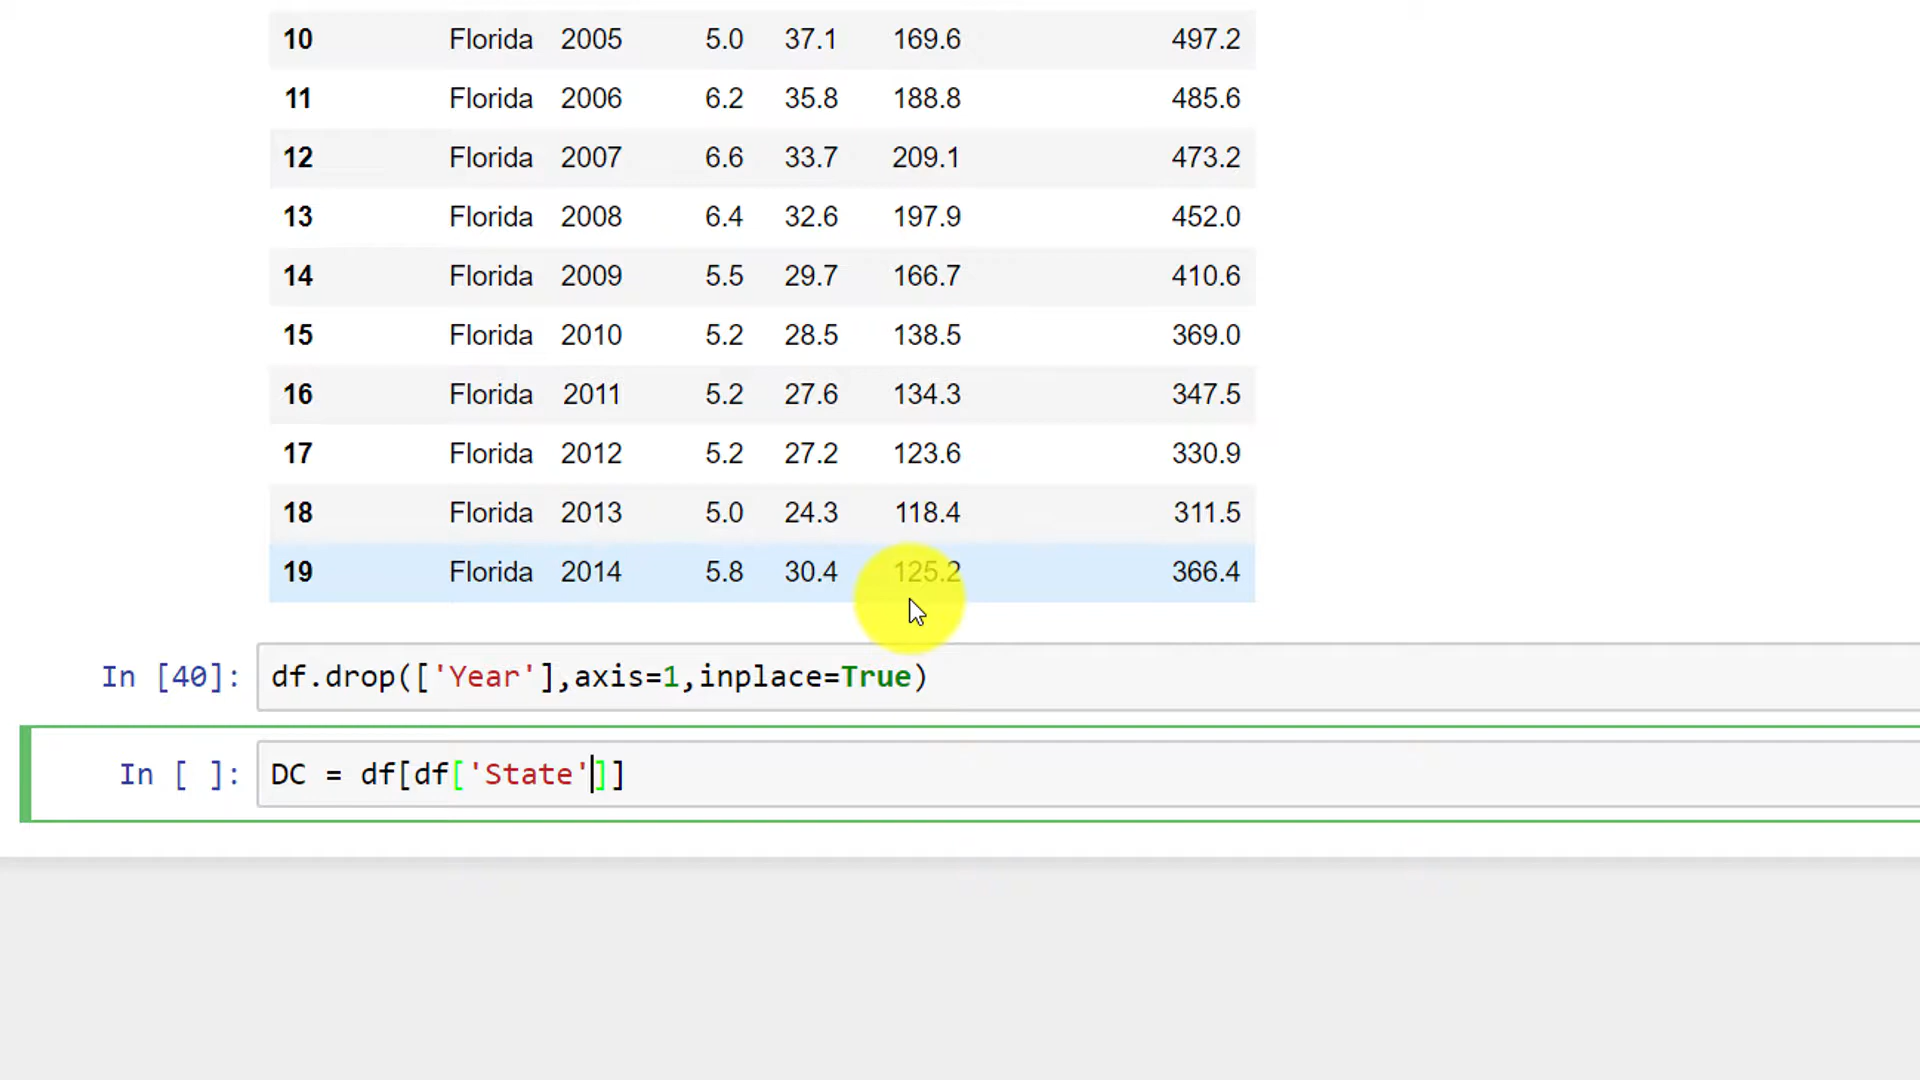 10 Florida 2005 5.0 37.1 169.6 497.2
11 Florida 2006 6.2 35.8 188.8 485.6
12 Florida 2007 6.6 33.7 209.1 473.2
13 Florida 2008 6.4 32.6 197.9 452.0
14 Florida 2009 5.5 29.7 166.7 410.6
15 Florida 2010 5.2 28.5 138.5 369.0
16 Florida 2011 5.2 27.6 134.3 347.5
17 Florida 2012 5.2 27.2 123.6 330.9
18 Florida 2013 5.0 24.3 118.4 311.5
19 Florida 2014 5.8 30.4 125.2 366.4
In [40]: df.drop(['Year'],axis=1,inplace=True)
In [ ]: DC = df[df['State']]